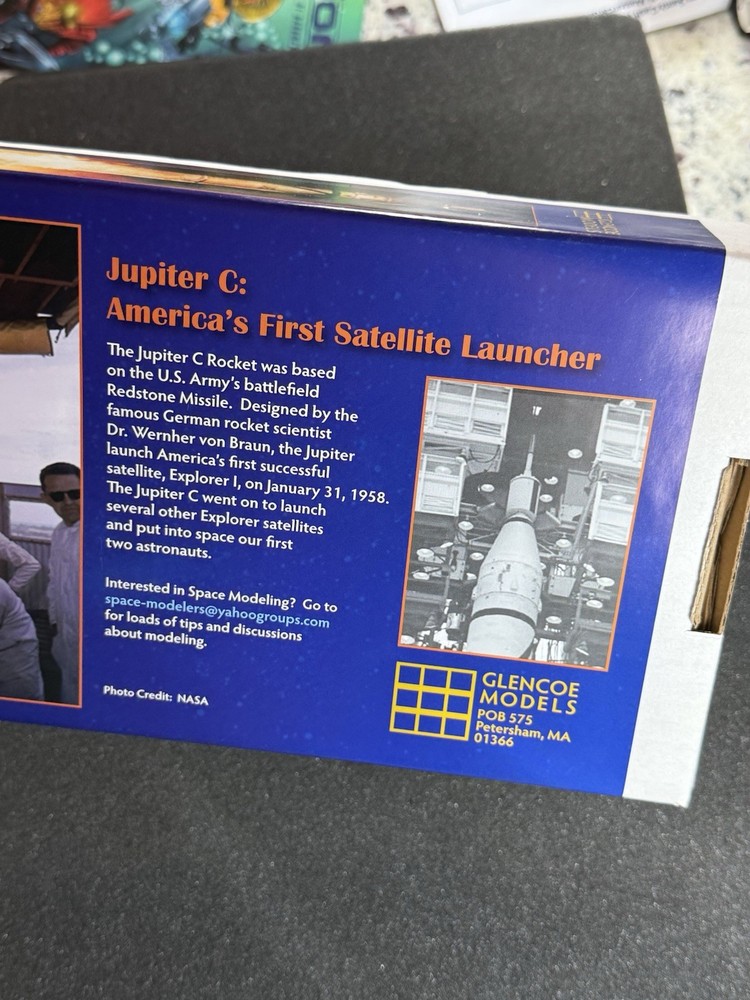 Jupiter C:
America's First Satellite Launcher
The Jupiter C Rocket was based
on the U.S. Army's battlefield
Redstone Missile. Designed by the
famous German rocket scientist
Dr. Wernher von Braun, the Jupiter
launch America's first successful
satellite, Explorer I, on January 31, 1958.
The Jupiter C went on to launch
several other Explorer satellites
and put into space our first
two astronauts.
Interested in Space Modeling? Go to
space-modelers@yahoogroups.com
for loads of tips and discussions
about modeling.
Photo Credit: NASA
GLENCOE
MODELS
POB 575
Petersham, MA
01366